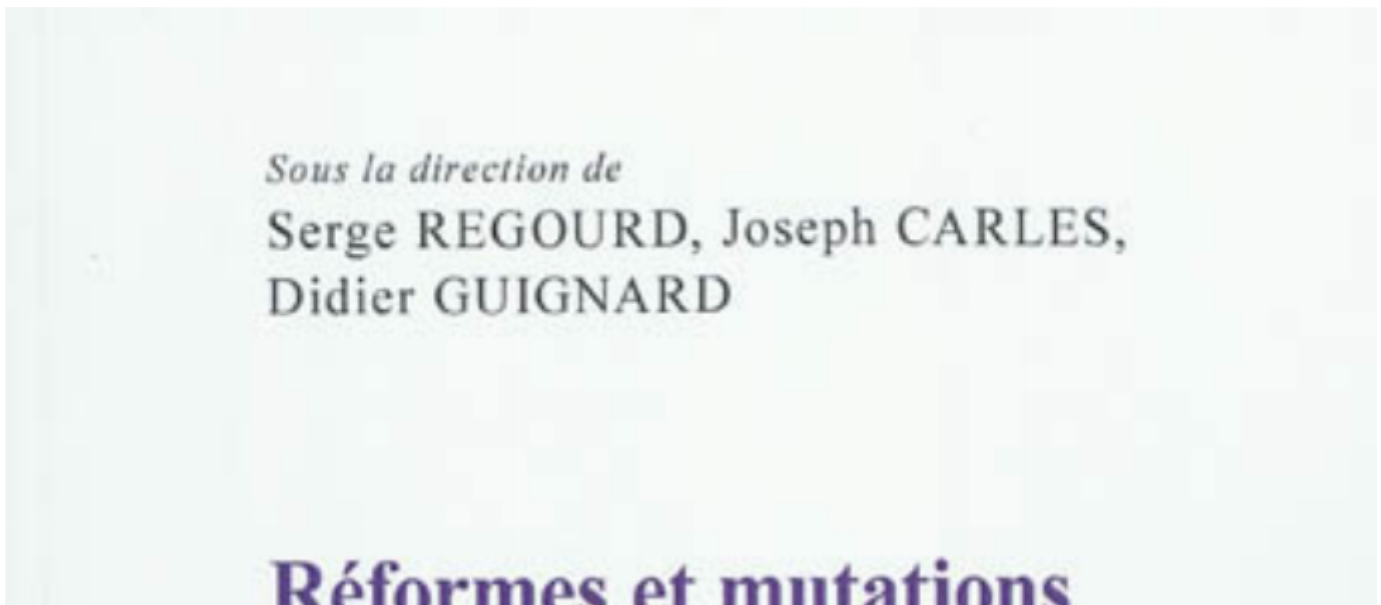 Sous la direction de
Serge REGOURD, Joseph CARLES,
Didier GUIGNARD
Réformes et mutations